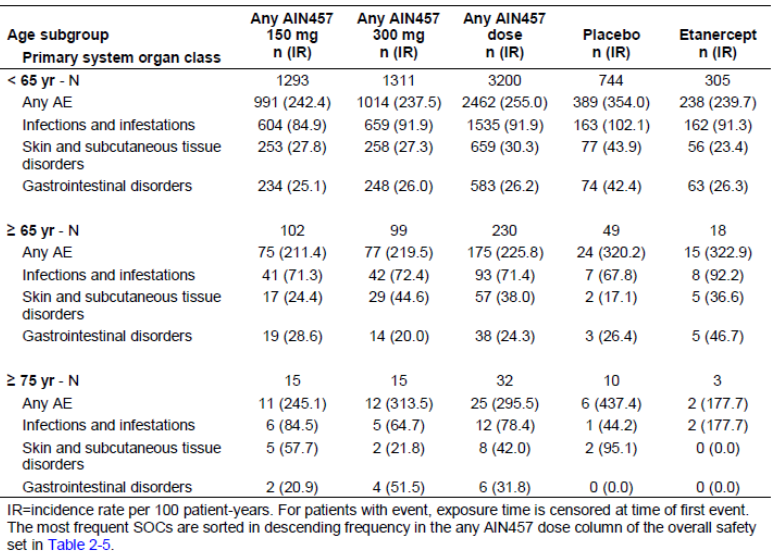 Age subgroup Any AIN457 150 mg n (IR) Any AIN457 300 mg n (IR) Any AIN457 dose n (IR) Placebo n (IR) Etanercept n (IR)
Primary system organ class
< 65 yr - N 1293 1311 3200 744 305
Any AE 991 (242.4) 1014 (237.5) 2462 (255.0) 389 (354.0) 238 (239.7)
Infections and infestations 604 (84.9) 659 (91.9) 1535 (91.9) 163 (102.1) 162 (91.3)
Skin and subcutaneous tissue 253 (27.8) 258 (27.3) 659 (30.3) 77 (43.9) 56 (23.4)
disorders
Gastrointestinal disorders 234 (25.1) 248 (26.0) 583 (26.2) 74 (42.4) 63 (26.3)
≥ 65 yr - N 102 99 230 49 18
Any AE 75 (211.4) 77 (219.5) 175 (225.8) 24 (320.2) 15 (322.9)
Infections and infestations 41 (71.3) 42 (72.4) 93 (71.4) 7 (67.8) 8 (92.2)
Skin and subcutaneous tissue 17 (24.4) 29 (44.6) 57 (38.0) 2 (17.1) 5 (36.6)
disorders
Gastrointestinal disorders 19 (28.6) 14 (20.0) 38 (24.3) 3 (26.4) 5 (46.7)
≥ 75 yr - N 15 15 32 10 3
Any AE 11 (245.1) 12 (313.5) 25 (295.5) 6 (437.4) 2 (177.7)
Infections and infestations 6 (84.5) 5 (64.7) 12 (78.4) 1 (44.2) 2 (177.7)
Skin and subcutaneous tissue 5 (57.7) 2 (21.8) 8 (42.0) 2 (95.1) 0 (0.0)
disorders
Gastrointestinal disorders 2 (20.9) 4 (51.5) 6 (31.8) 0 (0.0) 0 (0.0)
IR=incidence rate per 100 patient-years. For patients with event, exposure time is censored at time of first event.
The most frequent SOCs are sorted in descending frequency in the any AIN457 dose column of the overall safety
set in Table 2-5.